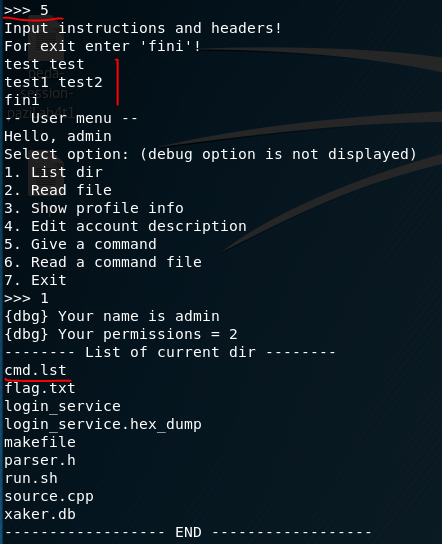 >>> 5
Input instructions and headers!
For exit enter 'fini'!
test test
test1 test2
fini
-- User menu --
Hello, admin
Select option: (debug option is not displayed)
1. List dir
2. Read file
3. Show profile info
4. Edit account description
5. Give a command
6. Read a command file
7. Exit
>>> 1
{dbg} Your name is admin
{dbg} Your permissions = 2
-------- List of current dir --------
cmd.lst
flag.txt
login_service
login_service.hex_dump
makefile
parser.h
run.sh
source.cpp
xaker.db
------------------ END ------------------